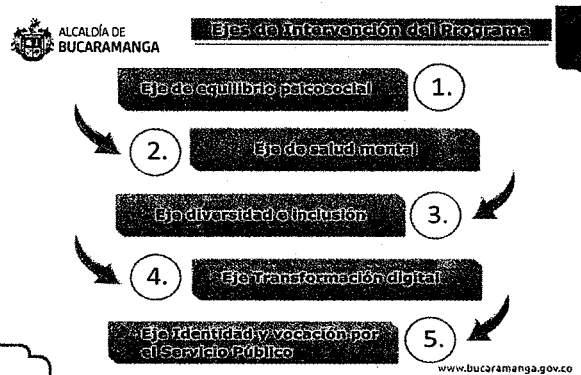 ALCALDÍA DE
BUCARAMANGA
Ejes de Intervención del Programa
Eje de equilibrio psicosocial
1.
2.
Eje de salud mental
Eje diversidad e inclusión
3.
4.
Eje Transformación digital
Eje Identidad y vocación por
el Servicio Público
5.
www.bucaramanga.gov.co